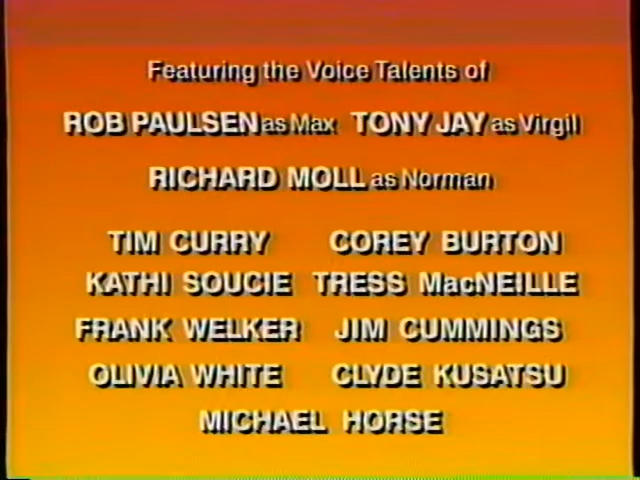 Featuring the Voice Talents of
ROB PAULSEN as Max TONY JAY as Virgil
RICHARD MOLL as Norman
TIM CURRY COREY BURTON
KATHI SOUCIE TRESS MacNEILLE
FRANK WELKER JIM CUMMINGS
OLIVIA WHITE CLYDE KUSATSU
MICHAEL HORSE